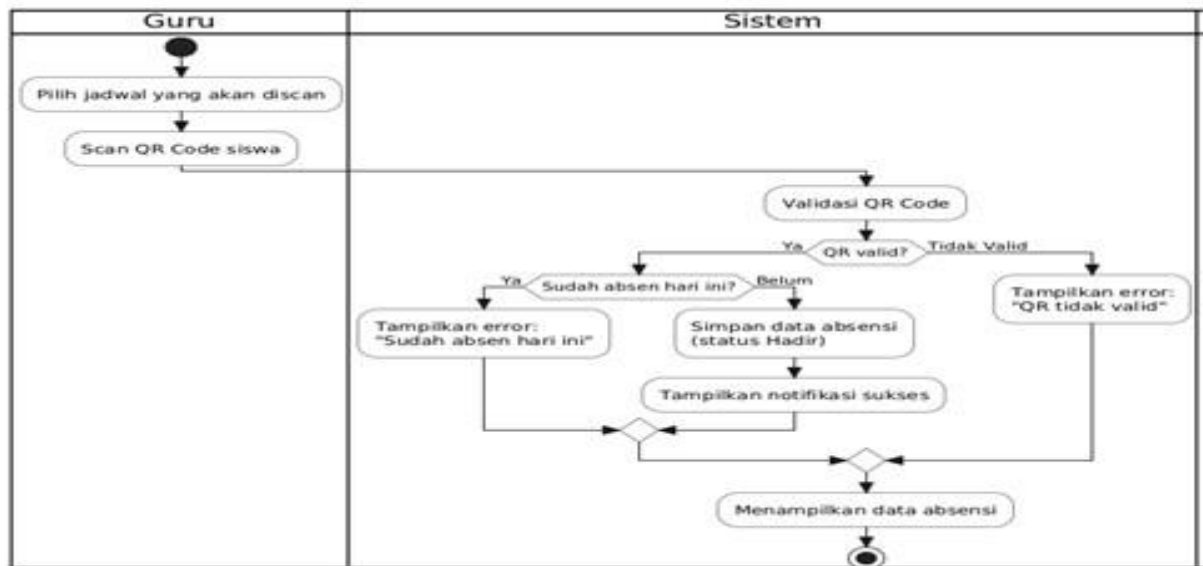 Guru
Sistem
Pilih jadwal yang akan discan
Scan QR Code siswa
Validasi QR Code
Ya
QR valid?
Tidak Valid
Ya
Sudah absen hari ini?
Belum
Tampilkan error:
"QR tidak valid"
Tampilkan error:
"Sudah absen hari ini"
Simpan data absensi
(status Hadir)
Tampilkan notifikasi sukses
Menampilkan data absensi